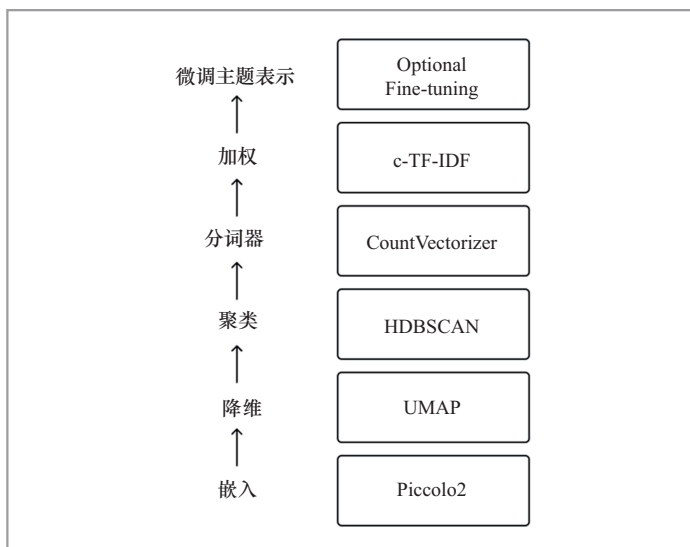 微调主题表示
Optional
Fine-tuning
加权
c-TF-IDF
分词器
CountVectorizer
聚类
HDBSCAN
降维
UMAP
嵌入
Piccolo2